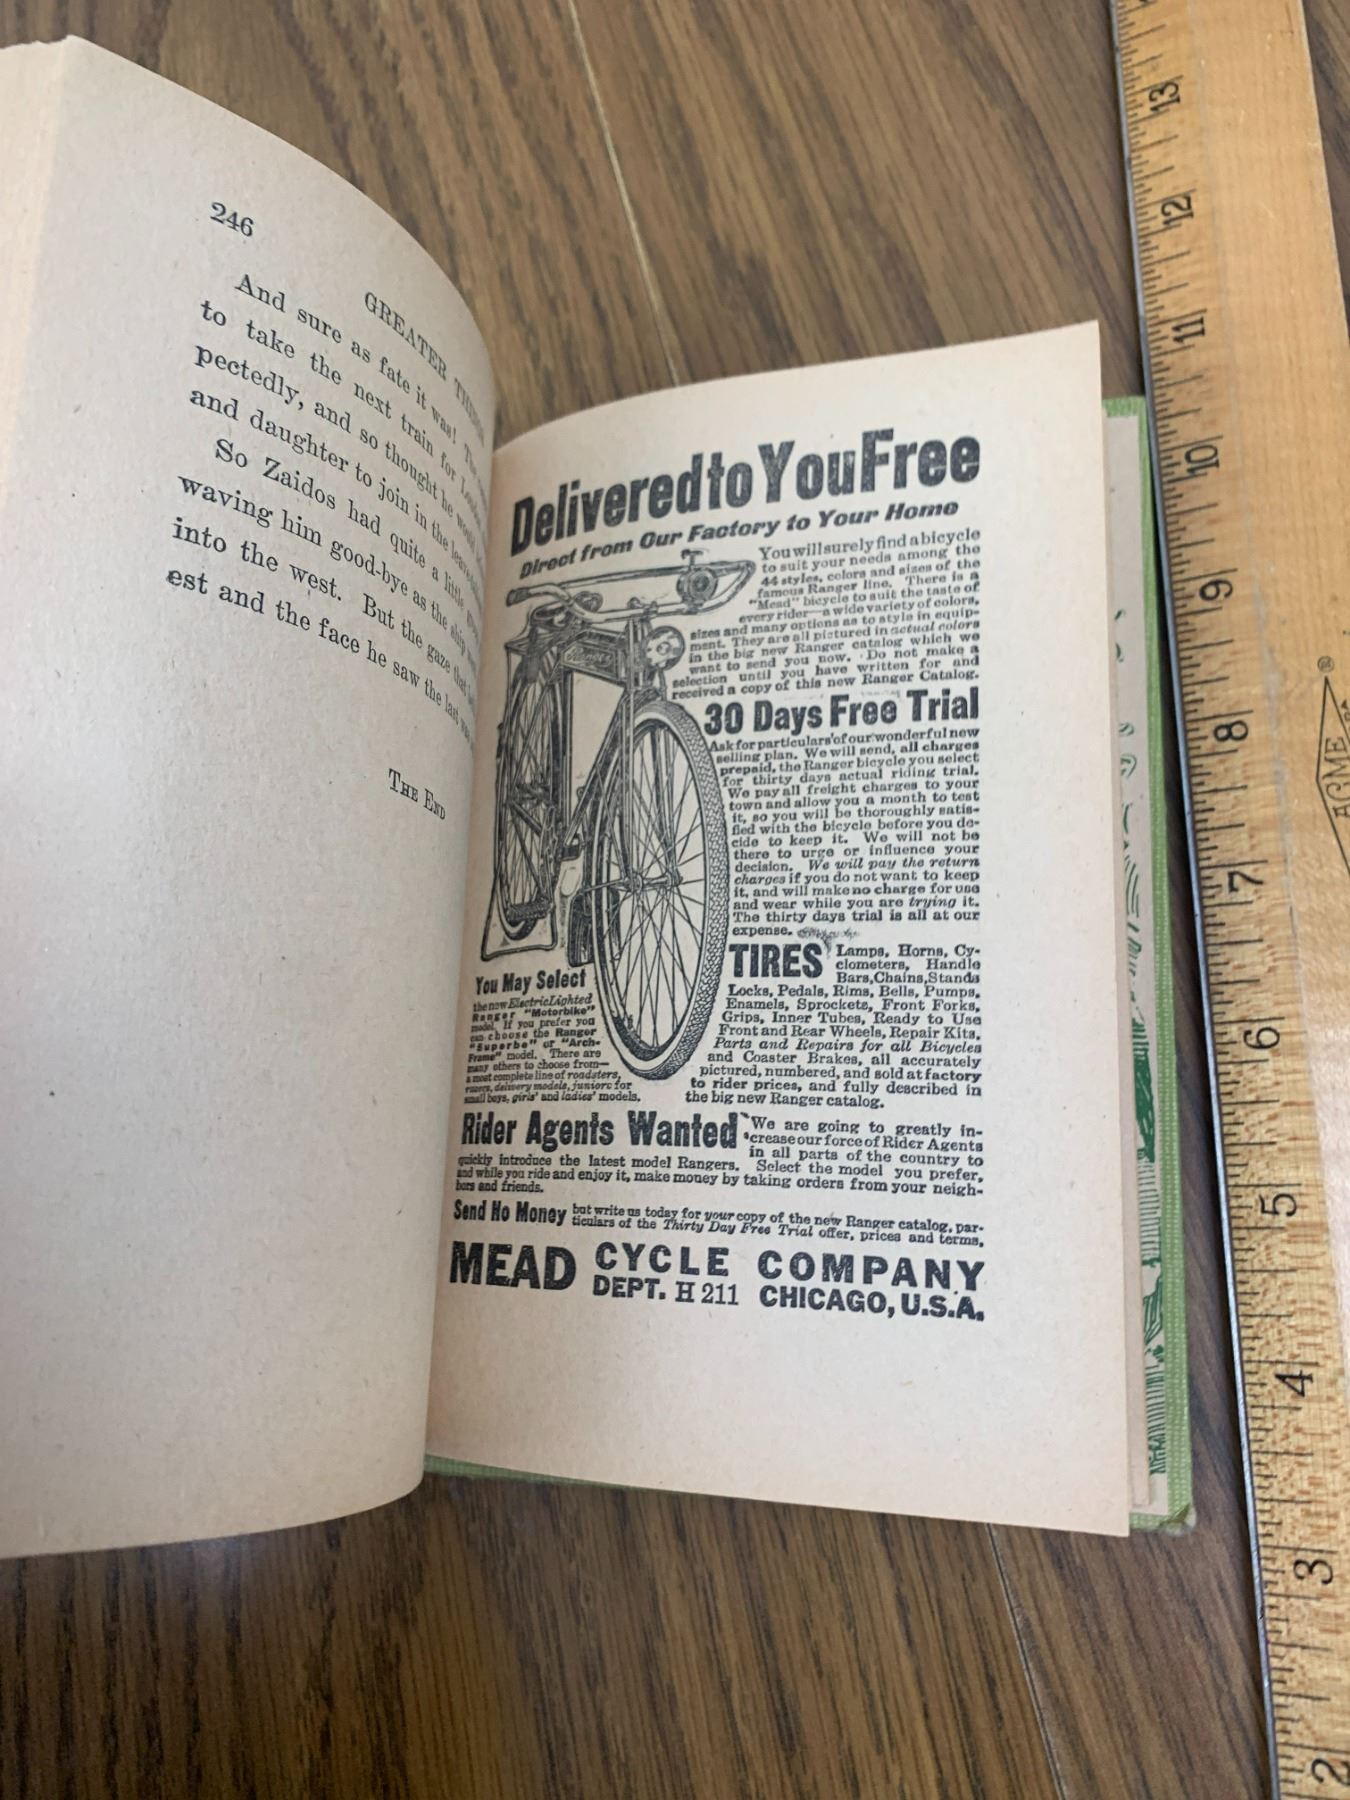 246
GREATER THINGS
And sure as fate it was! The
to take the next train for London
pectedly, and so thought he would
and daughter to join in the
So Zaidos had quite a little
waving him good-bye as the ship
into the west. But the gaze that
est and the face he saw the last was
THE END
Delivered to You Free
Direct from Our Factory to Your Home
You will surely find a bicycle
to suit your needs among the
44 styles, colors and sizes of the
famous Ranger line. There is a
"Mead" bicycle to suit the taste of
every rider—a wide variety of colors,
sizes and many options as to style in equip-
ment. They are all pictured in actual colors
in the big new Ranger catalog which we
want to send you now. Do not make a
selection until you have written for and
received a copy of this new Ranger Catalog.
Ranger
30 Days Free Trial
Ask for particulars of our wonderful new
selling plan. We will send, all charges
prepaid, the Ranger bicycle you select
for thirty days actual riding trial.
We pay all freight charges to your
town and allow you a month to test
it, so you will be thoroughly satis-
fied with the bicycle before you de-
cide to keep it. We will not be
there to urge or influence your
decision. We will pay the return
charges if you do not want to keep
it, and will make no charge for use
and wear while you are trying it.
The thirty days trial is all at our
expense.
TIRES Lamps, Horns, Cy-
clometers, Handle
Bars, Chains, Stands
Locks, Pedals, Rims, Bells, Pumps,
Enamels, Sprockets, Front Forks,
Grips, Inner Tubes, Ready to Use
Front and Rear Wheels, Repair Kits,
Parts and Repairs for all Bicycles
and Coaster Brakes, all accurately
pictured, numbered, and sold at factory
to rider prices, and fully described in
the big new Ranger catalog.
You May Select
the new Electric Lighted
Ranger "Motorbike"
model. If you prefer you
can choose the Ranger
"Superbe" or "Arch-
Frame" model. There are
many others to choose from—
a most complete line of roadsters,
racers, delivery models, juniors for
small boys, girls' and ladies' models.
Rider Agents Wanted We are going to greatly in-
crease our force of Rider Agents
in all parts of the country to
quickly introduce the latest model Rangers. Select the model you prefer,
and while you ride and enjoy it, make money by taking orders from your neigh-
bors and friends.
Send No Money but write us today for your copy of the new Ranger catalog, par-
ticulars of the Thirty Day Free Trial offer, prices and terms.
MEAD CYCLE COMPANY
DEPT. H 211 CHICAGO, U.S.A.
13
12
11
10
9
8
7
6
5
4
3
2
ACME
®